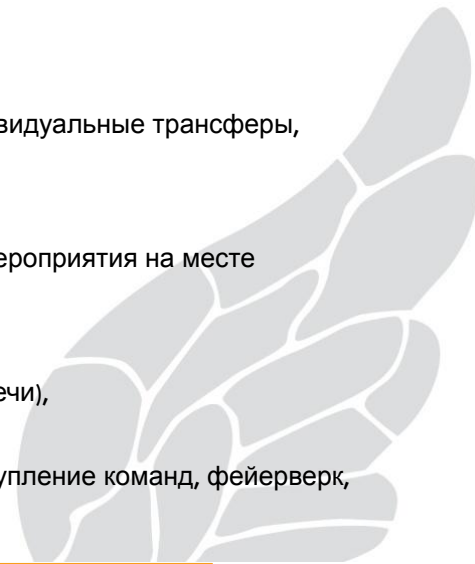 видуальные трансферы,
ероприятия на месте
ечи),
упление команд, фейерверк,